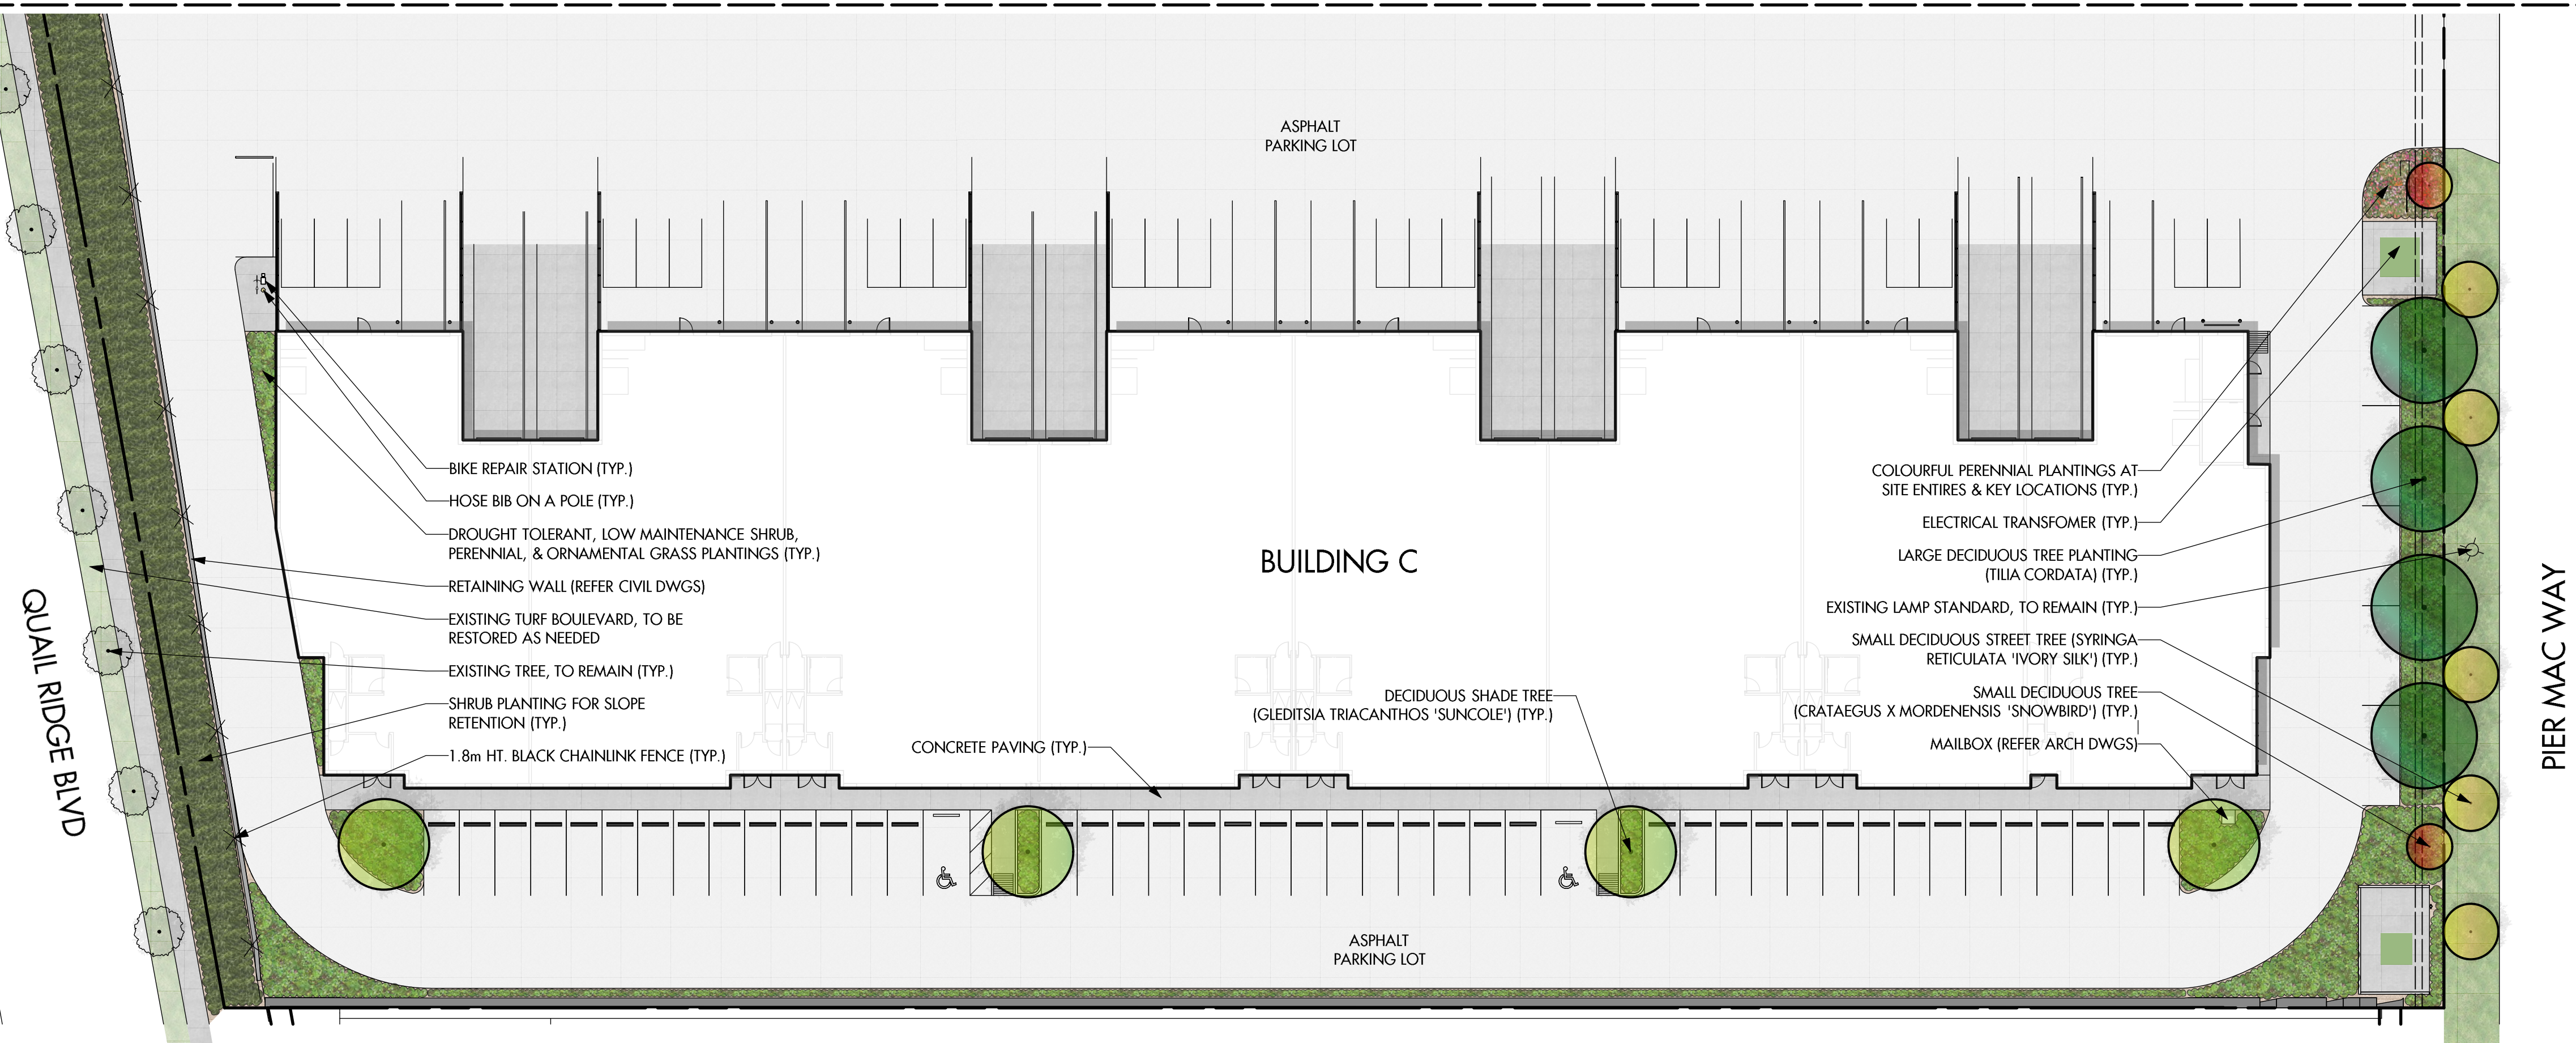 ASPHALT
PARKING LOT
BIKE REPAIR STATION (TYP.)
HOSE BIB ON A POLE (TYP.)
DROUGHT TOLERANT, LOW MAINTENANCE SHRUB,
PERENNIAL, & ORNAMENTAL GRASS PLANTINGS (TYP.)
RETAINING WALL (REFER CIVIL DWGS)
EXISTING TURF BOULEVARD, TO BE
RESTORED AS NEEDED
EXISTING TREE, TO REMAIN (TYP.)
SHRUB PLANTING FOR SLOPE
RETENTION (TYP.)
1.8m HT. BLACK CHAINLINK FENCE (TYP.)
QUAIL RIDGE BLVD
BUILDING C
CONCRETE PAVING (TYP.)
DECIDUOUS SHADE TREE
(GLEDITSIA TRIACANTHOS 'SUNCOLE') (TYP.)
COLOURFUL PERENNIAL PLANTINGS AT
SITE ENTIRES & KEY LOCATIONS (TYP.)
ELECTRICAL TRANSFOMER (TYP.)
LARGE DECIDUOUS TREE PLANTING
(TILIA CORDATA) (TYP.)
EXISTING LAMP STANDARD, TO REMAIN (TYP.)
SMALL DECIDUOUS STREET TREE (SYRINGA
RETICULATA 'IVORY SILK') (TYP.)
SMALL DECIDUOUS TREE
(CRATAEGUS X MORDENENSIS 'SNOWBIRD') (TYP.)
MAILBOX (REFER ARCH DWGS)
PIER MAC WAY
ASPHALT
PARKING LOT